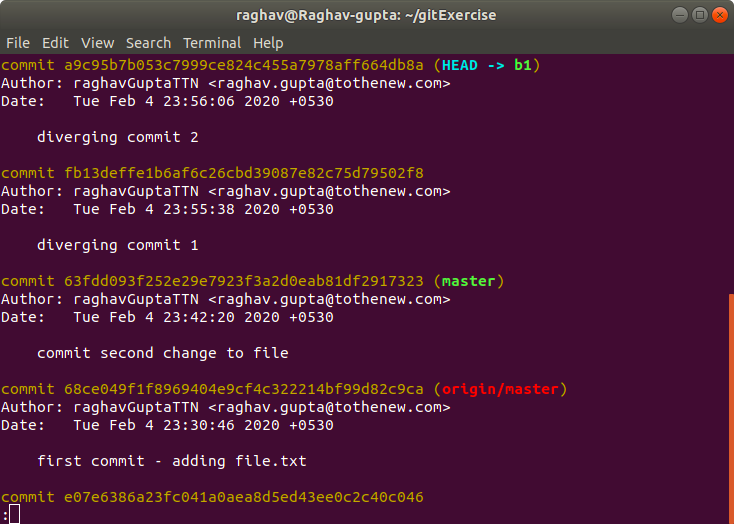 raghav@Raghav-gupta: ~/gitExercise
File Edit View Search Terminal Help
commit a9c95b7b053c7999ce824c455a7978aff664db8a (HEAD -> b1)
Author: raghavGuptaTTN <raghav.gupta@tothenew.com>
Date:   Tue Feb 4 23:56:06 2020 +0530
    diverging commit 2
commit fb13deffe1b6af6c26cbd39087e82c75d79502f8
Author: raghavGuptaTTN <raghav.gupta@tothenew.com>
Date:   Tue Feb 4 23:55:38 2020 +0530
    diverging commit 1
commit 63fdd093f252e29e7923f3a2d0eab81df2917323 (master)
Author: raghavGuptaTTN <raghav.gupta@tothenew.com>
Date:   Tue Feb 4 23:42:20 2020 +0530
    commit second change to file
commit 68ce049f1f8969404e9cf4c322214bf99d82c9ca (origin/master)
Author: raghavGuptaTTN <raghav.gupta@tothenew.com>
Date:   Tue Feb 4 23:30:46 2020 +0530
    first commit - adding file.txt
commit e07e6386a23fc041a0aea8d5ed43ee0c2c40c046
: